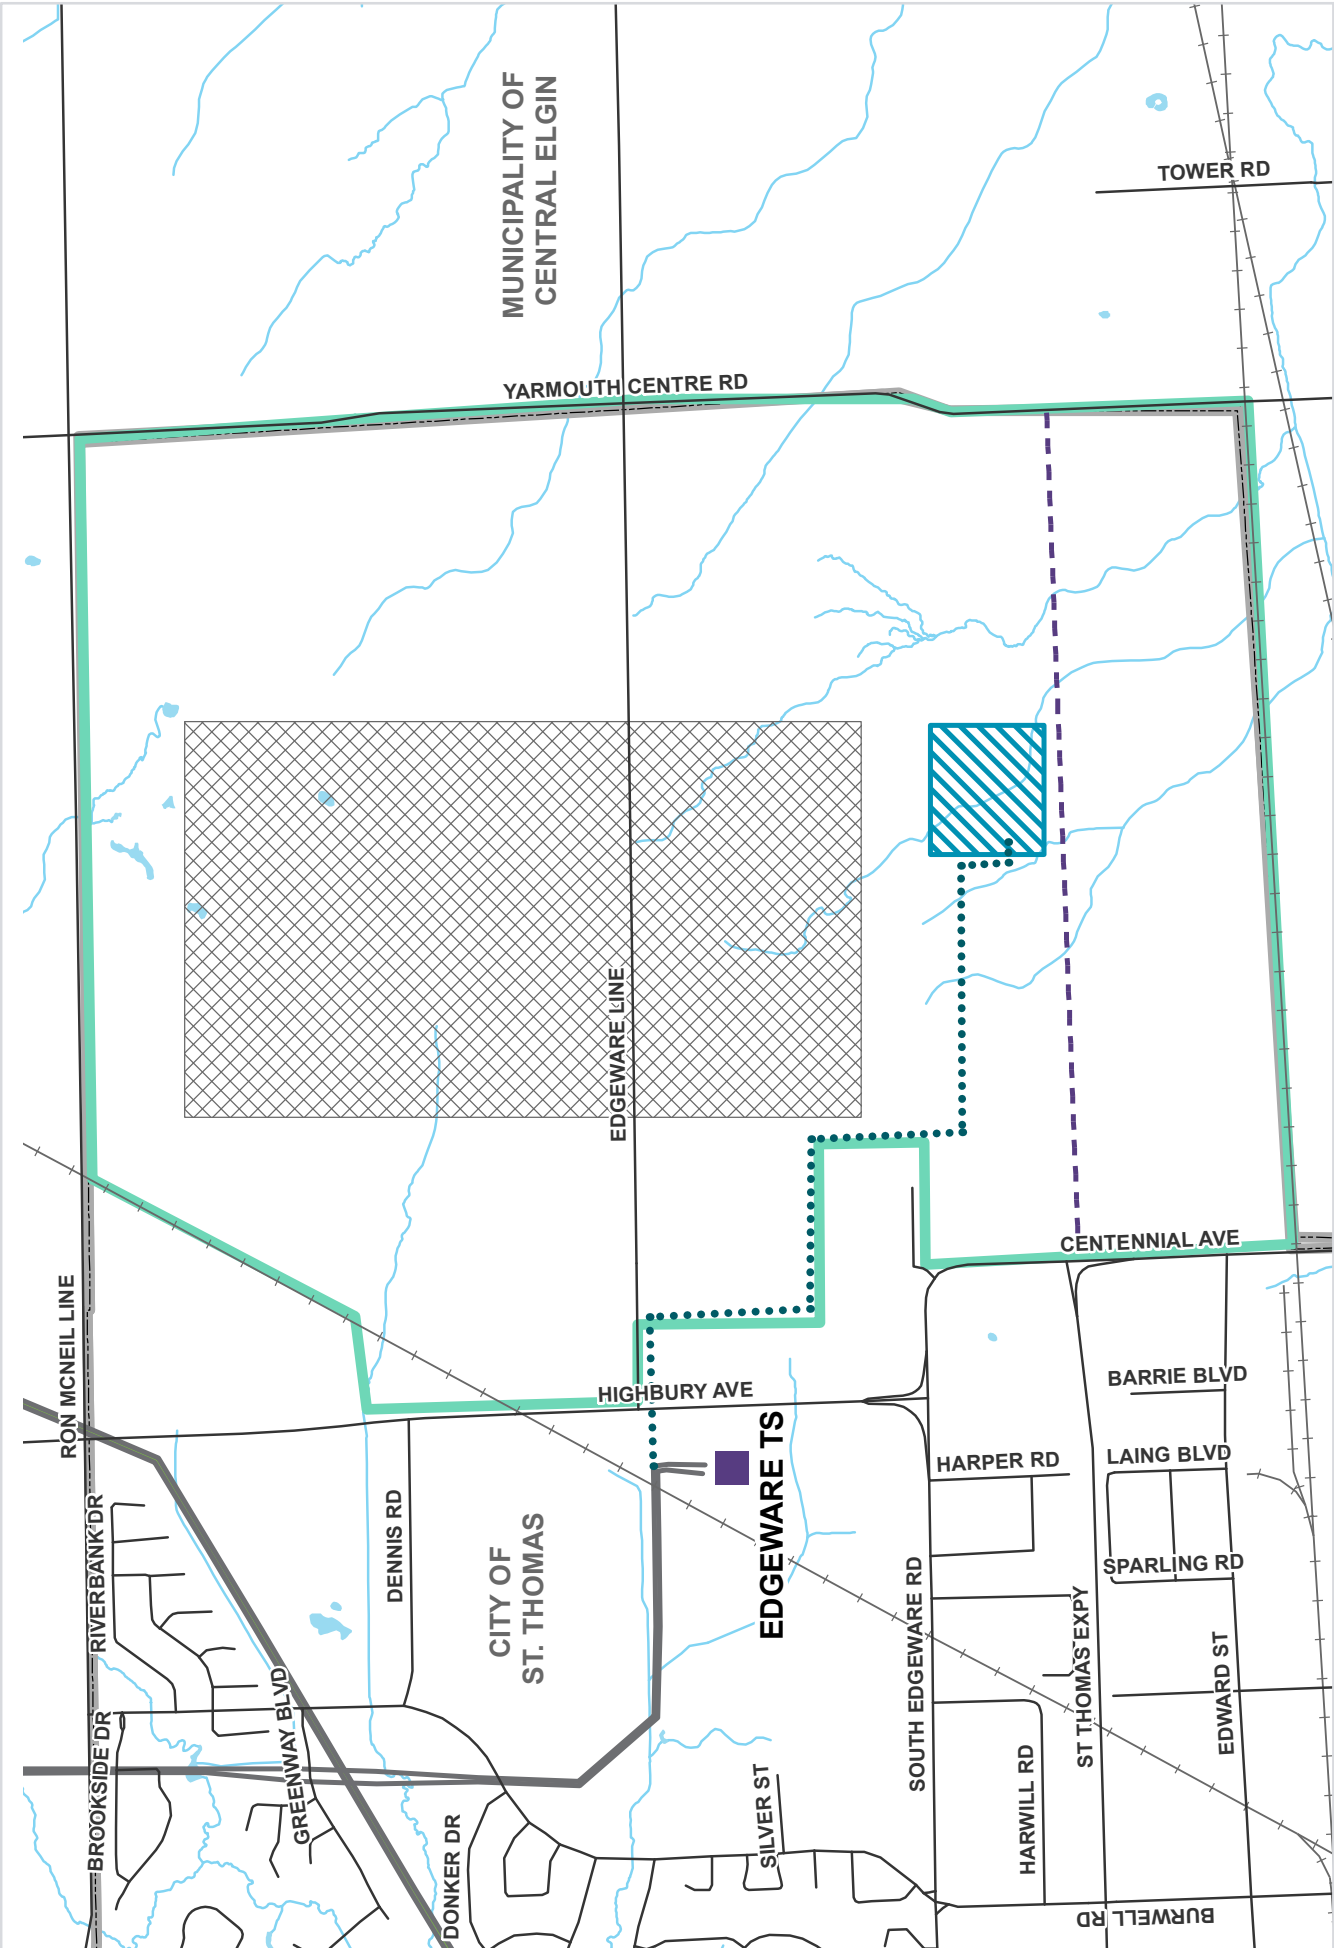 MUNICIPALITY OF
CENTRAL ELGIN
TOWER RD
YARMOUTH CENTRE RD
EDGEWARE LINE
CENTENNIAL AVE
RON MCNEIL LINE
HIGHBURY AVE
BARRIE BLVD
EDGEWARE TS
HARPER RD
LAING BLVD
RIVERBANK DR
DENNIS RD
CITY OF
ST. THOMAS
SPARLING RD
SOUTH EDGEWARE RD
ST THOMAS EXPY
EDWARD ST
GREENWAY BLVD
BROOKSIDE DR
HARWILL RD
SILVER ST
DONKER DR
BURWELL RD